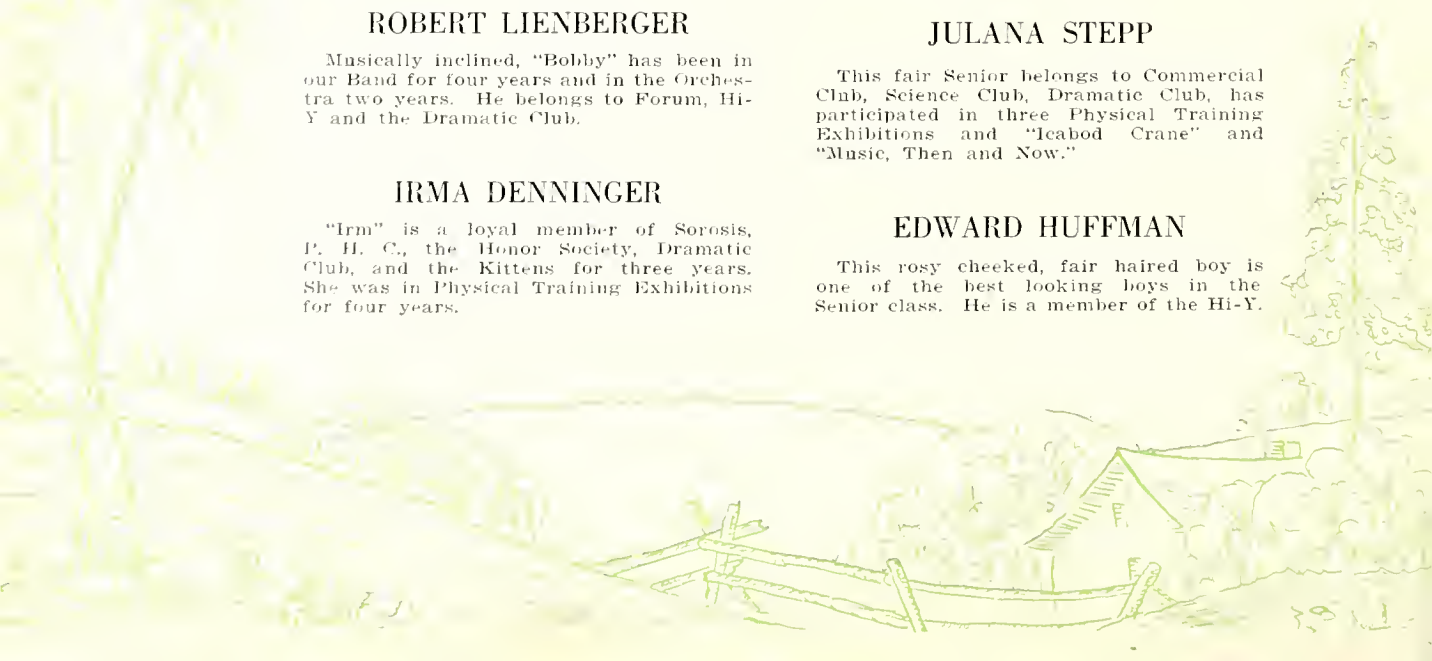 ROBERT LIENBERGER
Musically inclined, "Bobby" has been in
our Band for four years and in the Orches-
tra two years. He belongs to Forum, Hi-
Y and the Dramatic Club.
IRMA DENNINGER
"Irm" is a loyal member of Sorosis,
P. H. C., the Honor Society, Dramatic
Club, and the Kittens for three years.
She was in Physical Training Exhibitions
for four years.
JULANA STEPP
This fair Senior belongs to Commercial
Club, Science Club, Dramatic Club, has
participated in three Physical Training
Exhibitions and "Icabod Crane" and
"Music, Then and Now."
EDWARD HUFFMAN
This rosy cheeked, fair haired boy is
one of the best looking boys in the
Senior class. He is a member of the Hi-Y.